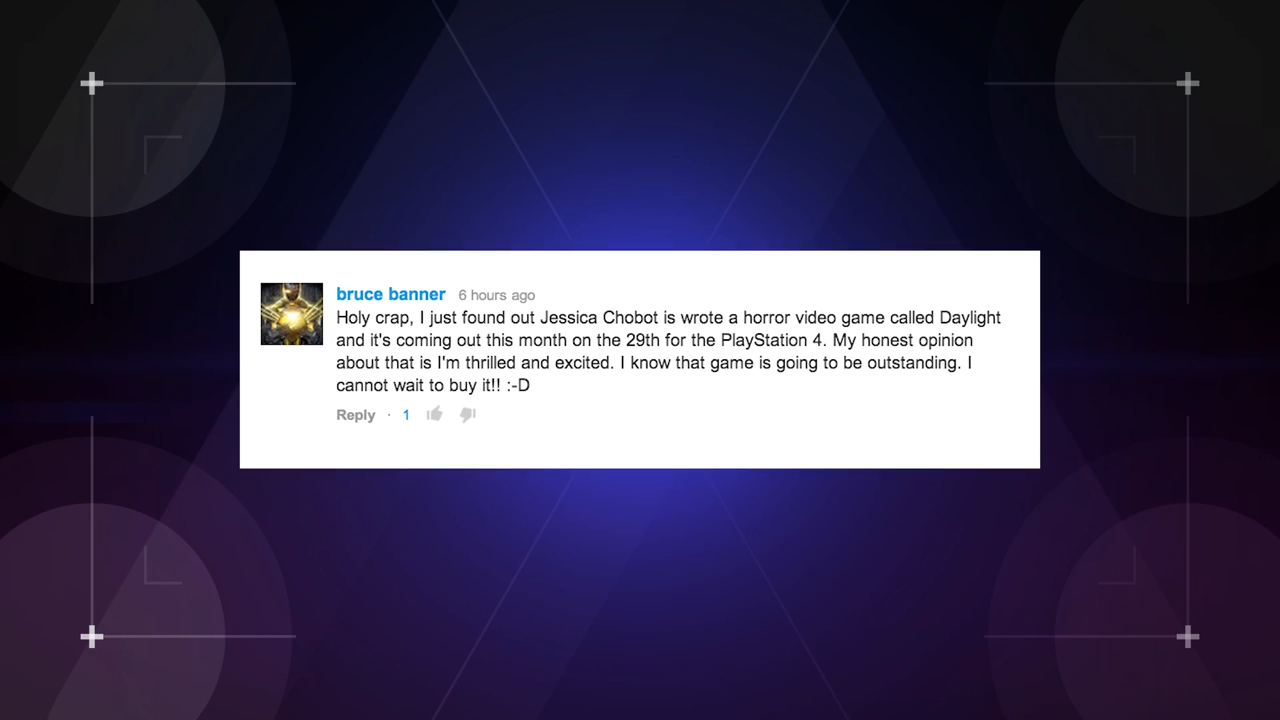 bruce banner 6 hours ago
Holy crap, I just found out Jessica Chobot is wrote a horror video game called Daylight
and it's coming out this month on the 29th for the PlayStation 4. My honest opinion
about that is I'm thrilled and excited. I know that game is going to be outstanding. I
cannot wait to buy it!! :-D
Reply · 1